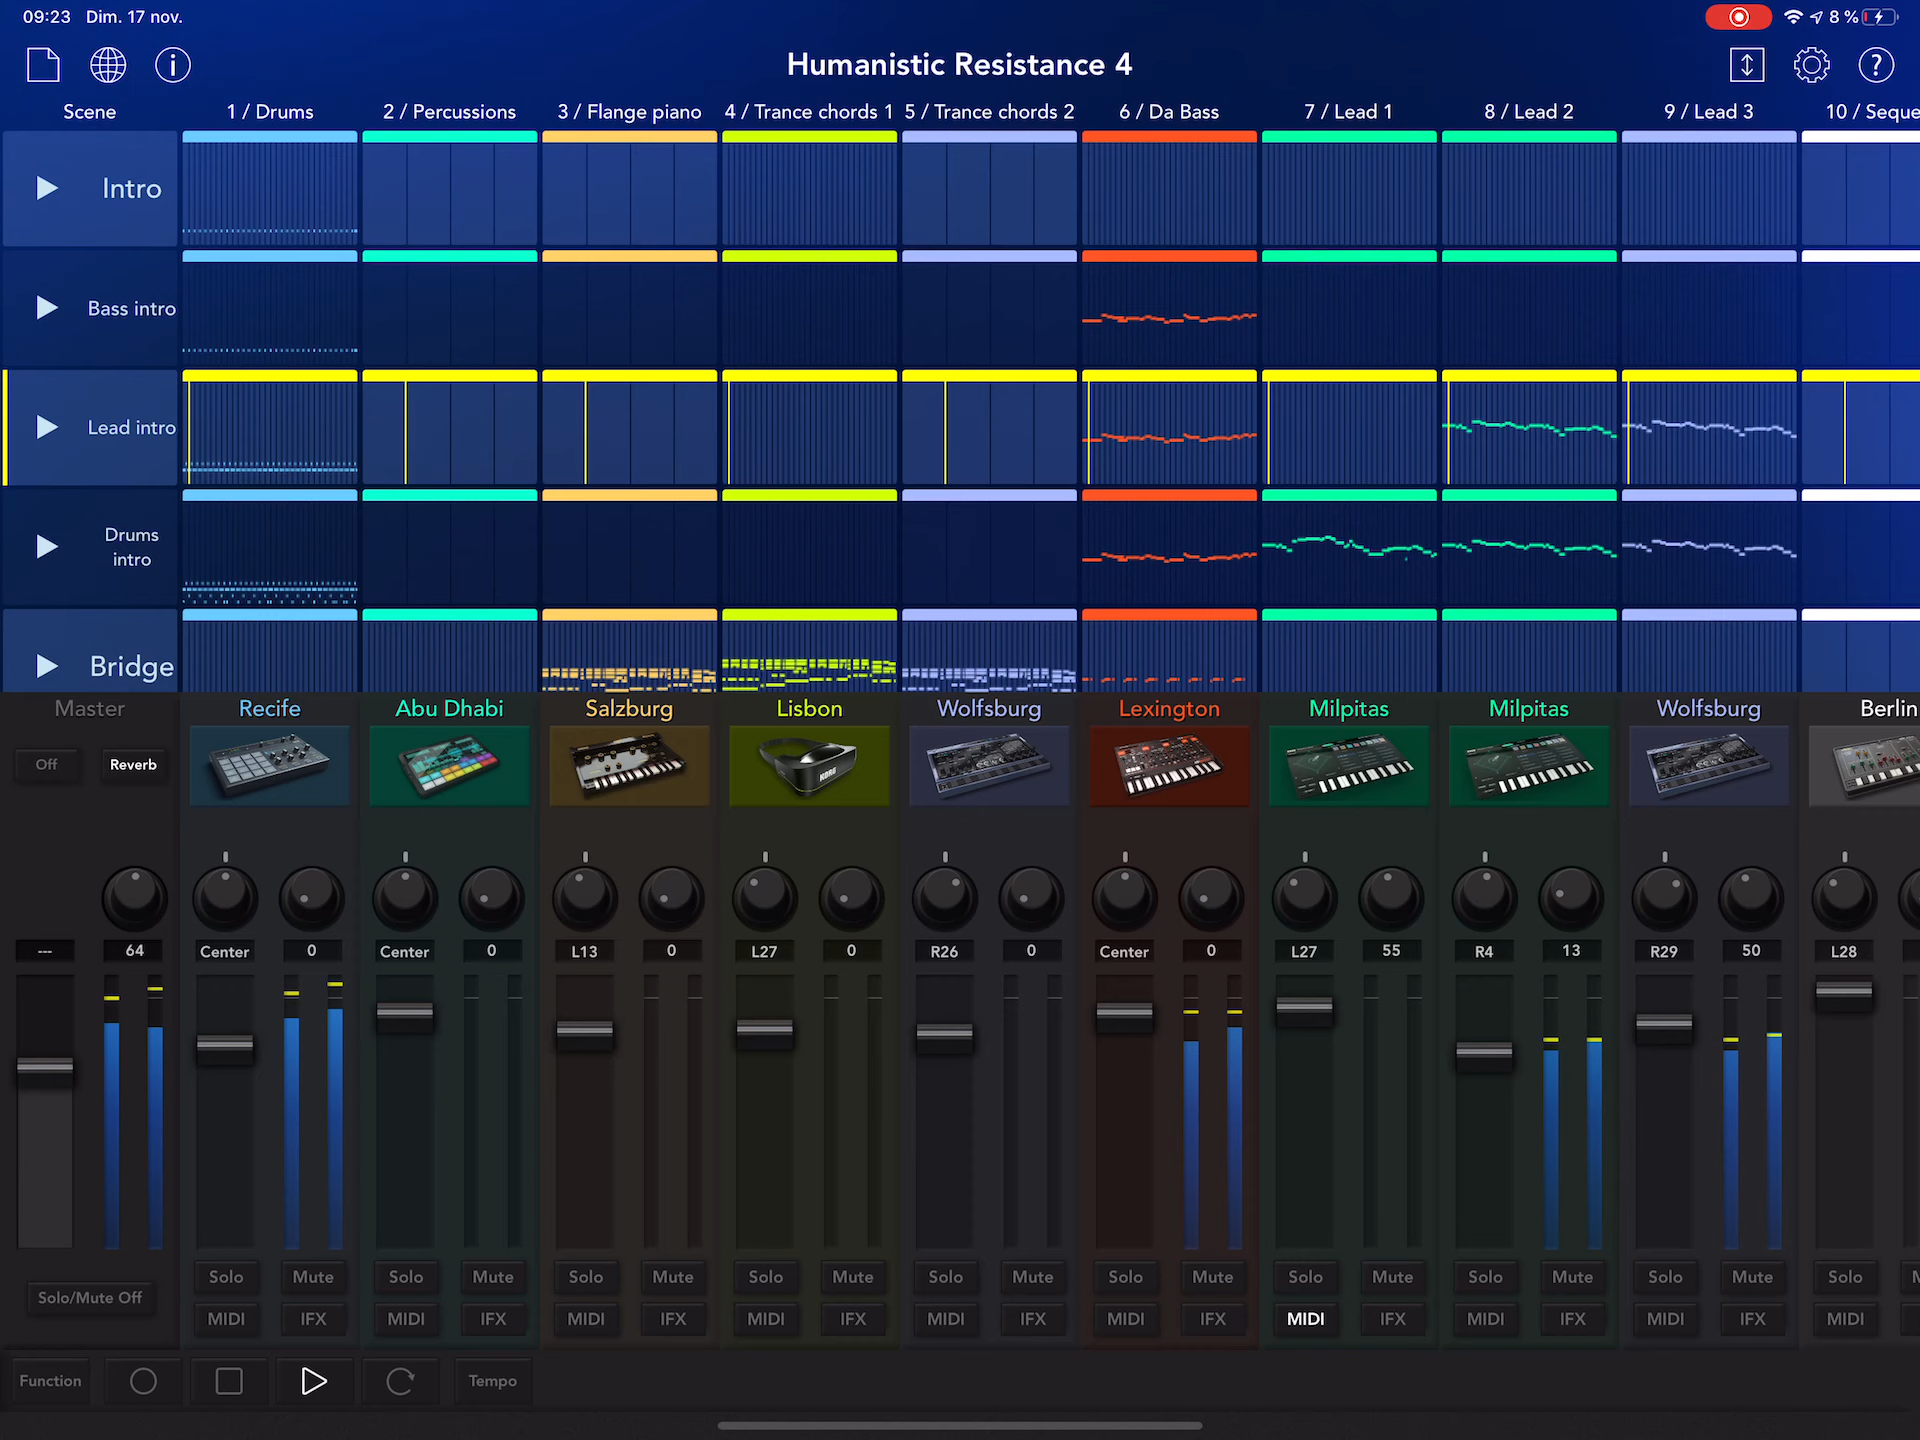 09:23 Dim. 17 nov. 8 %
Humanistic Resistance 4
Scene 1 / Drums 2 / Percussions 3 / Flange piano 4 / Trance chords 1 5 / Trance chords 2 6 / Da Bass 7 / Lead 1 8 / Lead 2 9 / Lead 3 10 / Seque
Intro
Bass intro
Lead intro
Drums
intro
Bridge
Master Recife Abu Dhabi Salzburg Lisbon Wolfsburg Lexington Milpitas Milpitas Wolfsburg Berlin
Off Reverb
KORG
--- 64 Center 0 Center 0 L13 0 L27 0 R26 0 Center 0 L27 55 R4 13 R29 50 L28
Solo Mute Solo Mute Solo Mute Solo Mute Solo Mute Solo Mute Solo Mute Solo Mute Solo Mute Solo M
Solo/Mute Off
MIDI IFX MIDI IFX MIDI IFX MIDI IFX MIDI IFX MIDI IFX MIDI IFX MIDI IFX MIDI IFX MIDI
Function Tempo